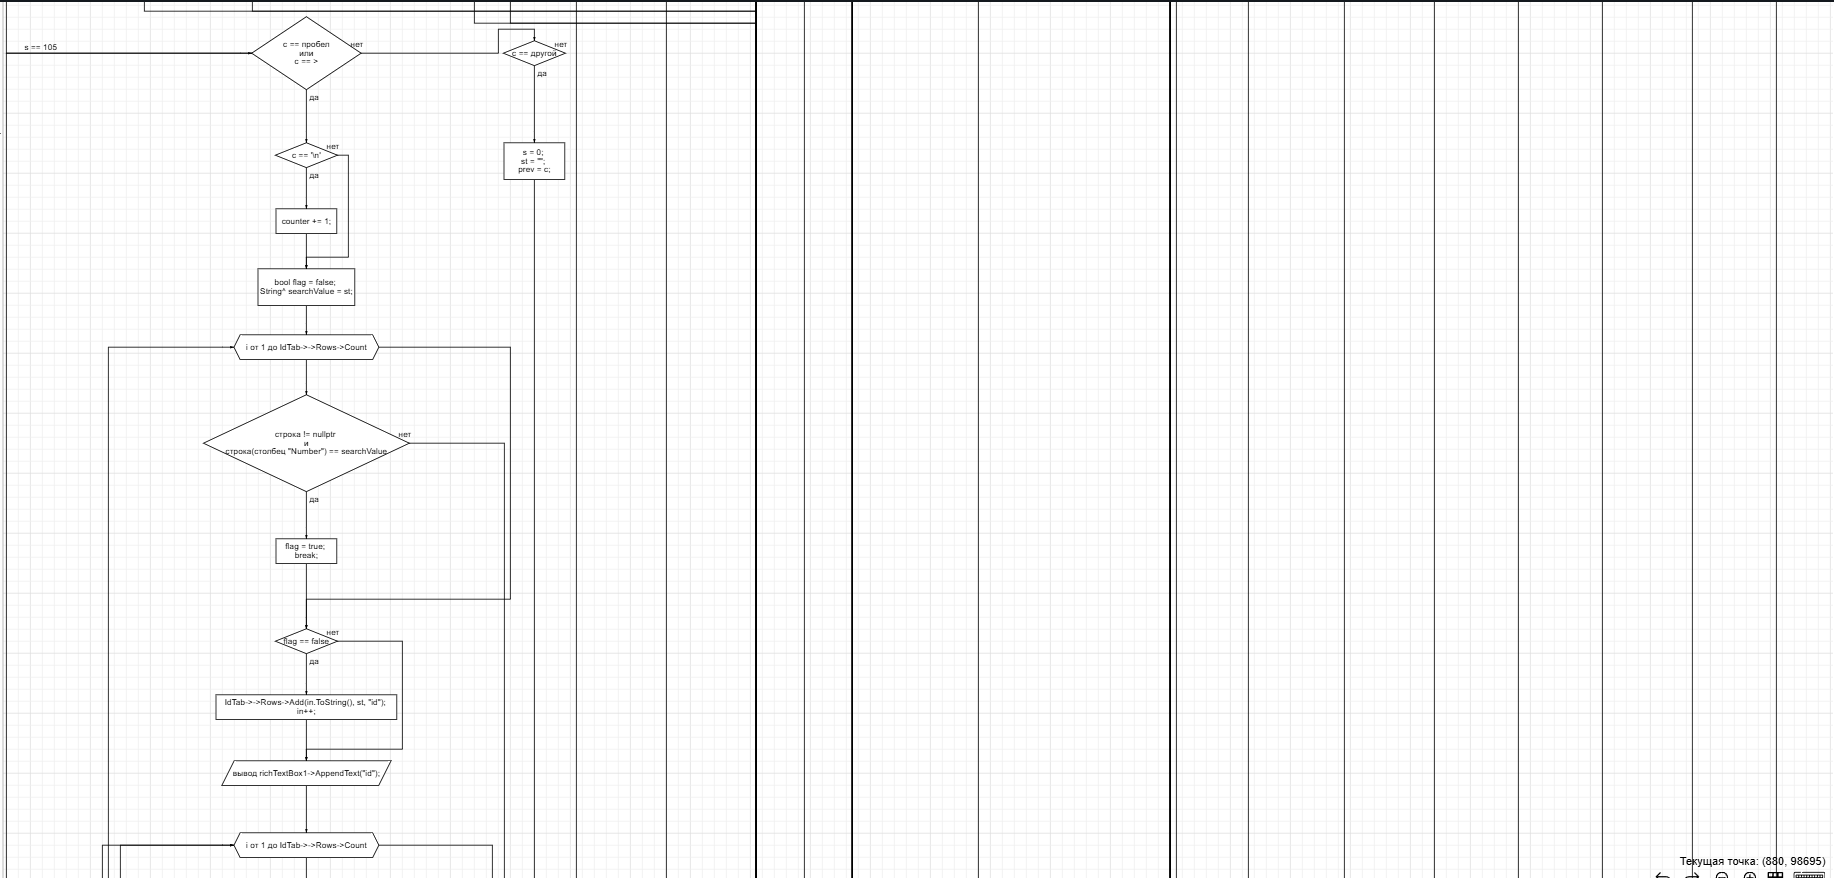 s == 105
c == пробел
или
c == >
нет
да
c == другой
нет
да
s = 0;
st = "";
prev = c;
c == '\n'
нет
да
counter += 1;
bool flag = false;
String^ searchValue = st;
i от 1 до IdTab->->Rows->Count
строка != nullptr
и
строка(столбец "Number") == searchValue
нет
да
flag = true;
break;
flag == false
нет
да
IdTab->->Rows->Add(in.ToString(), st, "id");
in++;
вывод richTextBox1->AppendText("id");
i от 1 до IdTab->->Rows->Count
Текущая точка: (880, 98695)